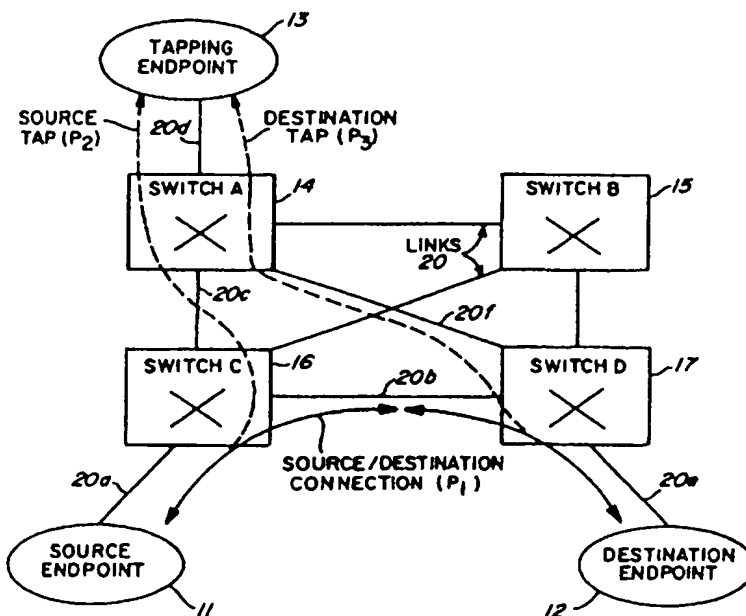 13
TAPPING
ENDPOINT
SOURCE
TAP (P2)
20d
DESTINATION
TAP (P3)
SWITCH A
14
SWITCH B
15
LINKS
20
20c
20f
SWITCH C
16
20b
SWITCH D
17
SOURCE/DESTINATION
CONNECTION (P1)
20a
20e
SOURCE
ENDPOINT
11
DESTINATION
ENDPOINT
12